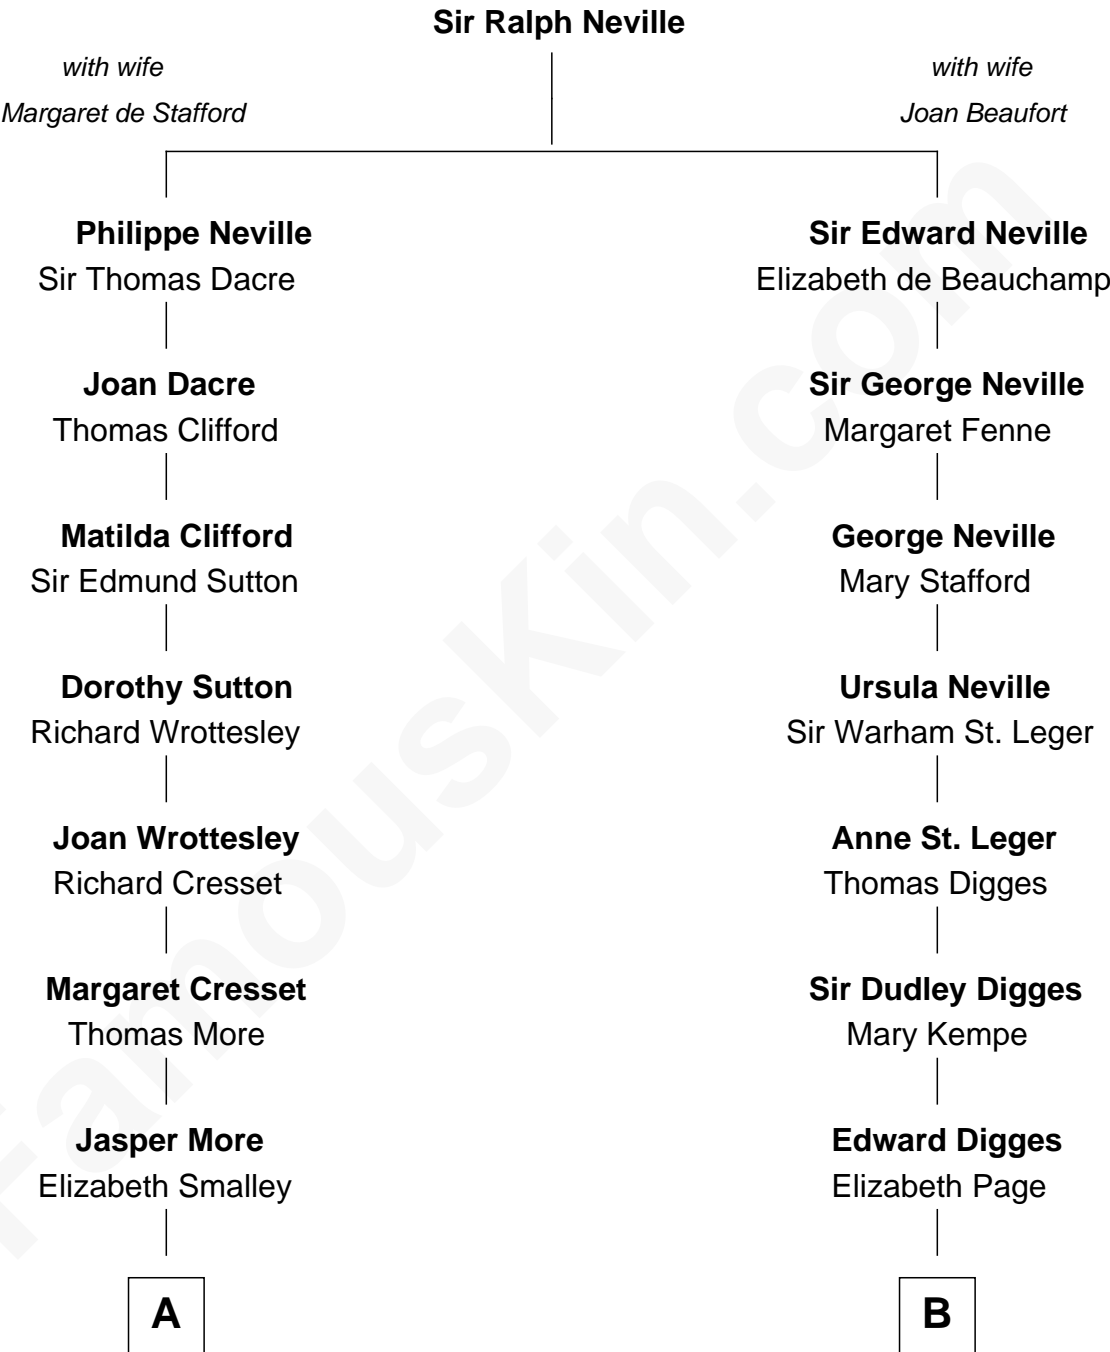 Sir Ralph Neville
with wife
Margaret de Stafford
with wife
Joan Beaufort
Philippe Neville
Sir Thomas Dacre
Joan Dacre
Thomas Clifford
Matilda Clifford
Sir Edmund Sutton
Dorothy Sutton
Richard Wrottesley
Joan Wrottesley
Richard Cresset
Margaret Cresset
Thomas More
Jasper More
Elizabeth Smalley
A
Sir Edward Neville
Elizabeth de Beauchamp
Sir George Neville
Margaret Fenne
George Neville
Mary Stafford
Ursula Neville
Sir Warham St. Leger
Anne St. Leger
Thomas Digges
Sir Dudley Digges
Mary Kempe
Edward Digges
Elizabeth Page
B
FamousKin.com